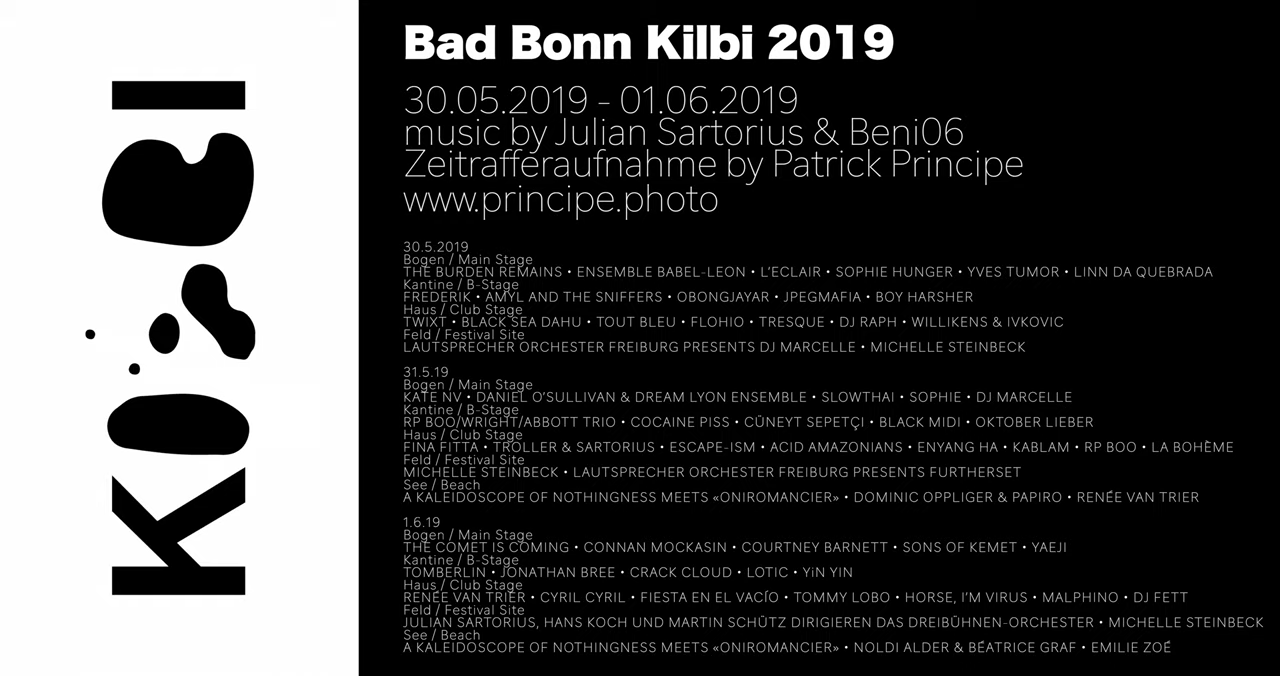 Bad Bonn Kilbi 2019
30.05.2019 - 01.06.2019
music by Julian Sartorius & Beni06
Zeitrafferaufnahme by Patrick Principe
www.principe.photo
30.5.2019
Bogen / Main Stage
THE BURDEN REMAINS • ENSEMBLE BABEL-LEON • L'ECLAIR • SOPHIE HUNGER • YVES TUMOR • LINN DA QUEBRADA
Kantine / B-Stage
FREDERIK • AMYL AND THE SNIFFERS • OBONGJAYAR • JPEGMAFIA • BOY HARSHER
Haus / Club Stage
TWIXT • BLACK SEA DAHU • TOUT BLEU • FLOHIO • TRESQUE • DJ RAPH • WILLIKENS & IVKOVIC
Feld / Festival Site
LAUTSPRECHER ORCHESTER FREIBURG PRESENTS DJ MARCELLE • MICHELLE STEINBECK
31.5.19
Bogen / Main Stage
KATE NV • DANIEL O'SULLIVAN & DREAM LYON ENSEMBLE • SLOWTHAI • SOPHIE • DJ MARCELLE
Kantine / B-Stage
RP BOO/WRIGHT/ABBOTT TRIO • COCAINE PISS • CÜNEYT SEPETÇI • BLACK MIDI • OKTOBER LIEBER
Haus / Club Stage
FINA FITTA • TROLLER & SARTORIUS • ESCAPE-ISM • ACID AMAZONIANS • ENYANG HA • KABLAM • RP BOO • LA BOHÈME
Feld / Festival Site
MICHELLE STEINBECK • LAUTSPRECHER ORCHESTER FREIBURG PRESENTS FURTHERSET
See / Beach
A KALEIDOSCOPE OF NOTHINGNESS MEETS «ONIROMANCIER» • DOMINIC OPPLIGER & PAPIRO • RENÉE VAN TRIER
1.6.19
Bogen / Main Stage
THE COMET IS COMING • CONNAN MOCKASIN • COURTNEY BARNETT • SONS OF KEMET • YAEJI
Kantine / B-Stage
TOMBERLIN • JONATHAN BREE • CRACK CLOUD • LOTIC • YiN YiN
Haus / Club Stage
RENÉE VAN TRIER • CYRIL CYRIL • FIESTA EN EL VACÍO • TOMMY LOBO • HORSE, I'M VIRUS • MALPHINO • DJ FETT
Feld / Festival Site
JULIAN SARTORIUS, HANS KOCH UND MARTIN SCHÜTZ DIRIGIEREN DAS DREIBÜHNEN-ORCHESTER • MICHELLE STEINBECK
See / Beach
A KALEIDOSCOPE OF NOTHINGNESS MEETS «ONIROMANCIER» • NOLDI ALDER & BÉATRICE GRAF • EMILIE ZOÉ